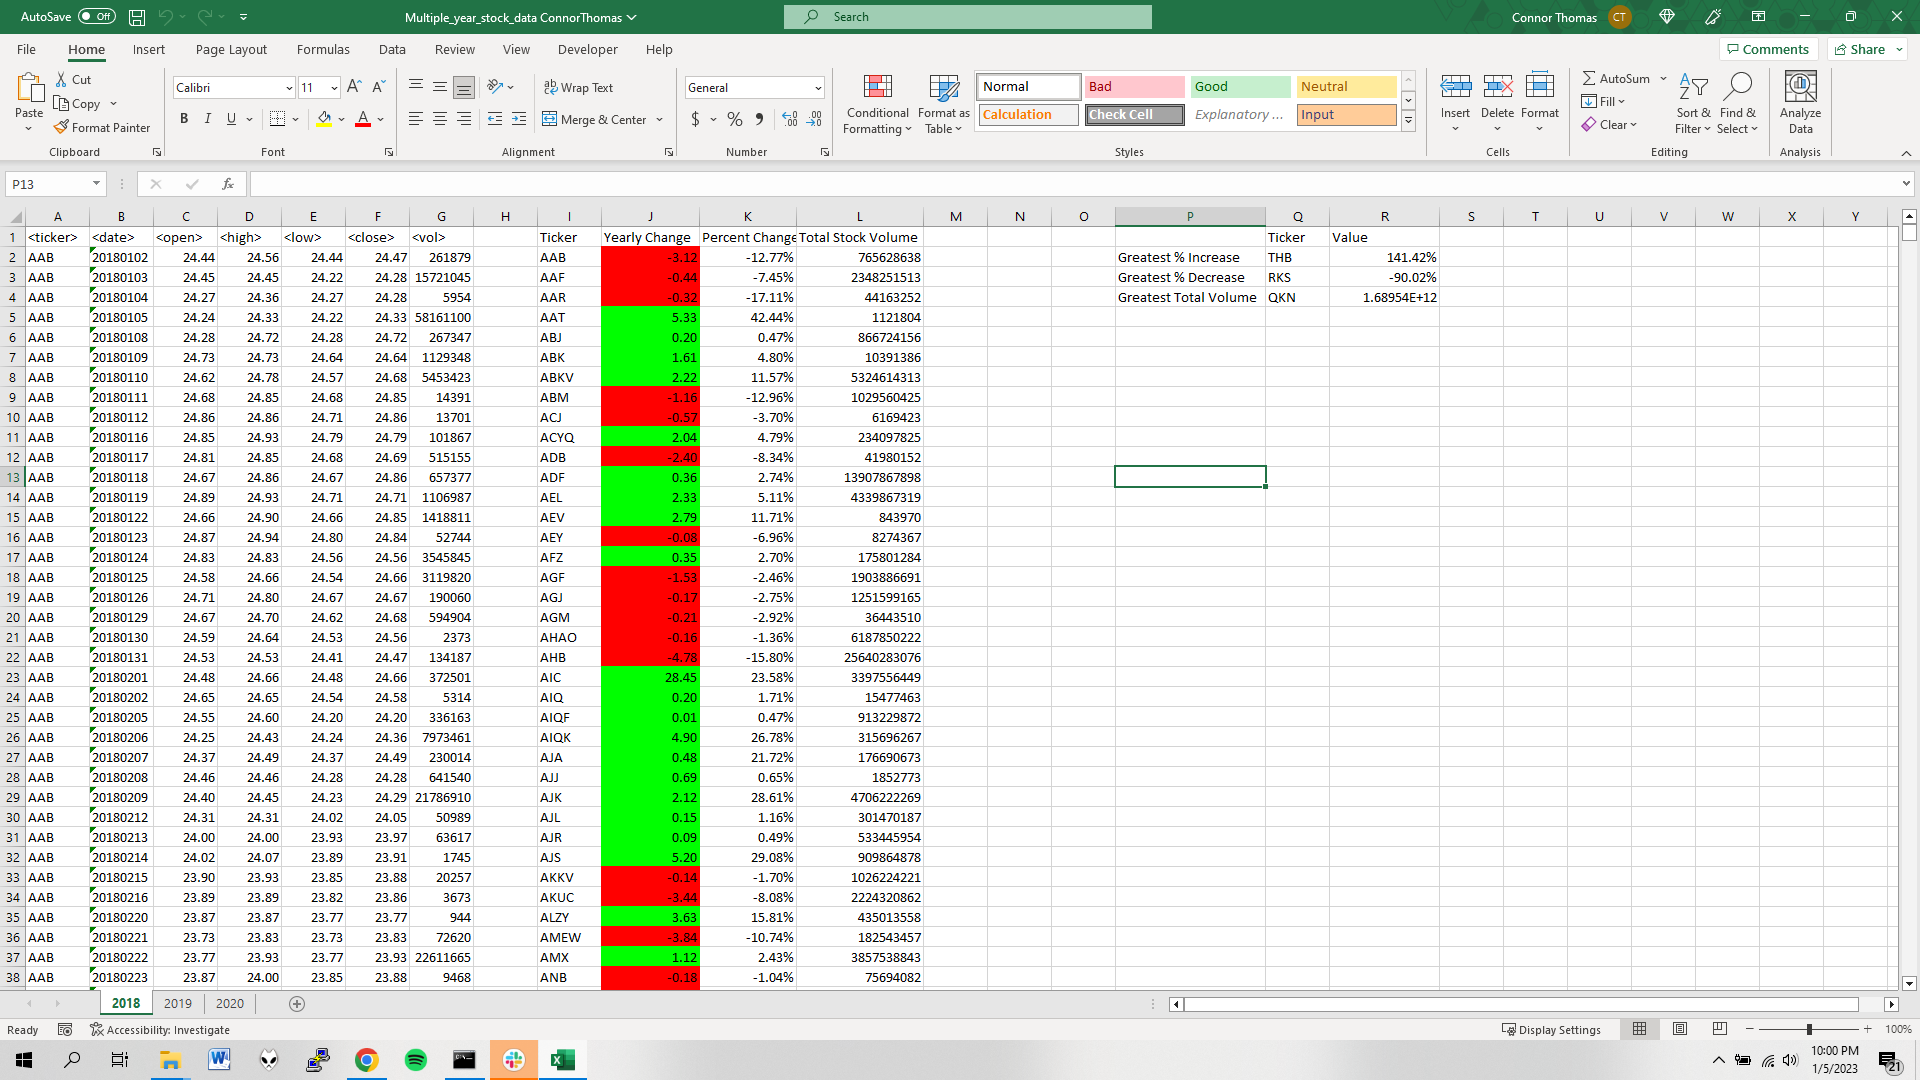 AutoSave Off Multiple_year_stock_data ConnorThomas Search Connor Thomas CT
File Home Insert Page Layout Formulas Data Review View Developer Help Comments Share
Paste Cut Copy Format Painter Clipboard
Calibri 11 B I U A Font
Wrap Text Merge & Center Alignment
General $ % Number
Conditional Formatting Format as Table Normal Bad Good Neutral Calculation Check Cell Explanatory ... Input Styles
Insert Delete Format Cells
AutoSum Fill Clear Sort & Filter Find & Select Editing
Analyze Data Analysis
P13 fx
A B C D E F G H I J K L M N O P Q R S T U V W X Y
1 <ticker> <date> <open> <high> <low> <close> <vol> Ticker Yearly Change Percent Change Total Stock Volume Ticker Value
2 AAB 20180102 24.44 24.56 24.44 24.47 261879 AAB -3.12 -12.77% 765628638 Greatest % Increase THB 141.42%
3 AAB 20180103 24.45 24.45 24.22 24.28 15721045 AAF -0.44 -7.45% 2348251513 Greatest % Decrease RKS -90.02%
4 AAB 20180104 24.27 24.36 24.27 24.28 5954 AAR -0.32 -17.11% 44163252 Greatest Total Volume QKN 1.68954E+12
5 AAB 20180105 24.24 24.33 24.22 24.33 58161100 AAT 5.33 42.44% 1121804
6 AAB 20180108 24.28 24.72 24.28 24.72 267347 ABJ 0.20 0.47% 866724156
7 AAB 20180109 24.73 24.73 24.64 24.64 1129348 ABK 1.61 4.80% 10391386
8 AAB 20180110 24.62 24.78 24.57 24.68 5453423 ABKV 2.22 11.57% 5324614313
9 AAB 20180111 24.68 24.85 24.68 24.85 14391 ABM -1.16 -12.96% 1029560425
10 AAB 20180112 24.86 24.86 24.71 24.86 13701 ACJ -0.57 -3.70% 6169423
11 AAB 20180116 24.85 24.93 24.79 24.79 101867 ACYQ 2.04 4.79% 234097825
12 AAB 20180117 24.81 24.85 24.68 24.69 515155 ADB -2.40 -8.34% 41980152
13 AAB 20180118 24.67 24.86 24.67 24.86 657377 ADF 0.36 2.74% 13907867898
14 AAB 20180119 24.89 24.93 24.71 24.71 1106987 AEL 2.33 5.11% 4339867319
15 AAB 20180122 24.66 24.90 24.66 24.85 1418811 AEV 2.79 11.71% 843970
16 AAB 20180123 24.87 24.94 24.80 24.84 52744 AEY -0.08 -6.96% 8274367
17 AAB 20180124 24.83 24.83 24.56 24.56 3545845 AFZ 0.35 2.70% 175801284
18 AAB 20180125 24.58 24.66 24.54 24.66 3119820 AGF -1.53 -2.46% 1903886691
19 AAB 20180126 24.71 24.80 24.67 24.67 190060 AGJ -0.17 -2.75% 1251599165
20 AAB 20180129 24.67 24.70 24.62 24.68 594904 AGM -0.21 -2.92% 36443510
21 AAB 20180130 24.59 24.64 24.53 24.56 2373 AHAO -0.16 -1.36% 6187850222
22 AAB 20180131 24.53 24.53 24.41 24.47 134187 AHB -4.78 -15.80% 25640283076
23 AAB 20180201 24.48 24.66 24.48 24.66 372501 AIC 28.45 23.58% 3397556449
24 AAB 20180202 24.65 24.65 24.54 24.58 5314 AIQ 0.20 1.71% 15477463
25 AAB 20180205 24.55 24.60 24.20 24.20 336163 AIQF 0.01 0.47% 913229872
26 AAB 20180206 24.25 24.43 24.24 24.36 7973461 AIQK 4.90 26.78% 315696267
27 AAB 20180207 24.37 24.49 24.37 24.49 230014 AJA 0.48 21.72% 176690673
28 AAB 20180208 24.46 24.46 24.28 24.28 641540 AJJ 0.69 0.65% 1852773
29 AAB 20180209 24.40 24.45 24.23 24.29 21786910 AJK 2.12 28.61% 4706222269
30 AAB 20180212 24.31 24.31 24.02 24.05 50989 AJL 0.15 1.16% 301470187
31 AAB 20180213 24.00 24.00 23.93 23.97 63617 AJR 0.09 0.49% 533445954
32 AAB 20180214 24.02 24.07 23.89 23.91 1745 AJS 5.20 29.08% 909864878
33 AAB 20180215 23.90 23.93 23.85 23.88 20257 AKKV -0.14 -1.70% 1026224221
34 AAB 20180216 23.89 23.89 23.82 23.86 3673 AKUC -3.44 -8.08% 2224320862
35 AAB 20180220 23.87 23.87 23.77 23.77 944 ALZY 3.63 15.81% 435013558
36 AAB 20180221 23.73 23.83 23.73 23.83 72620 AMEW -3.84 -10.74% 182543457
37 AAB 20180222 23.77 23.93 23.77 23.93 22611665 AMX 1.12 2.43% 3857538843
38 AAB 20180223 23.87 24.00 23.85 23.88 9468 ANB -0.18 -1.04% 75694082
2018 2019 2020
Ready Accessibility: Investigate Display Settings 100%
10:00 PM
1/5/2023 21